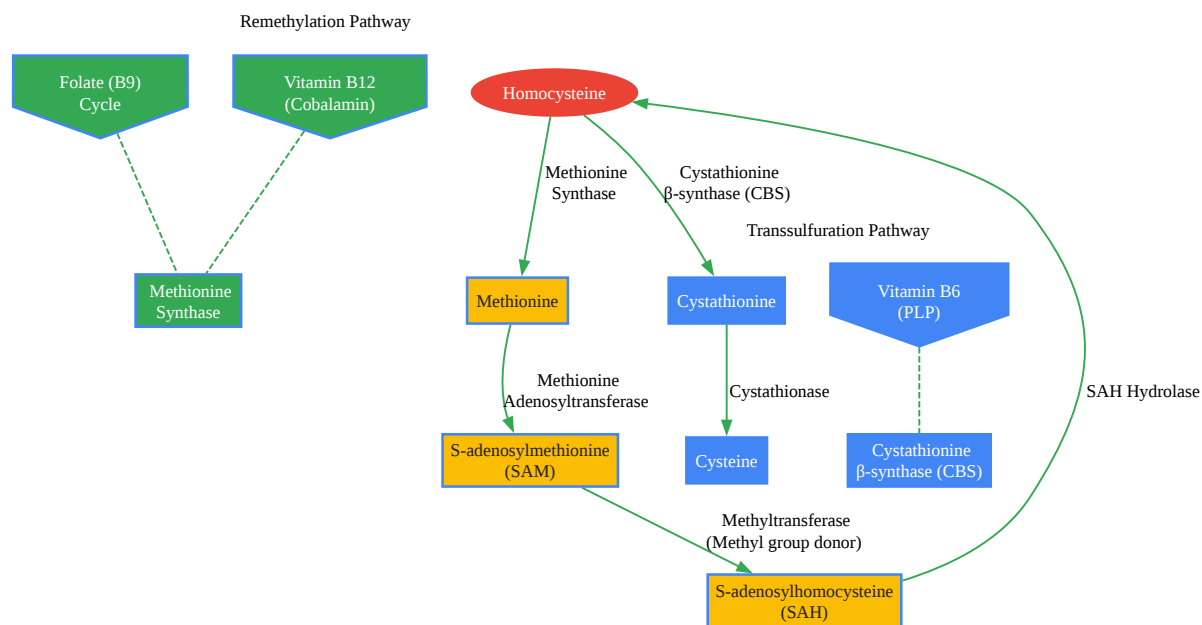 Remethylation Pathway
Folate (B9)
Cycle
Vitamin B12
(Cobalamin)
Homocysteine
Methionine
Synthase
Cystathionine
β-synthase (CBS)
Transsulfuration Pathway
Methionine
Synthase
Methionine
Cystathionine
Vitamin B6
(PLP)
Methionine
Adenosyltransferase
Cystathionase
SAH Hydrolase
S-adenosylmethionine
(SAM)
Cysteine
Cystathionine
β-synthase (CBS)
Methyltransferase
(Methyl group donor)
S-adenosylhomocysteine
(SAH)